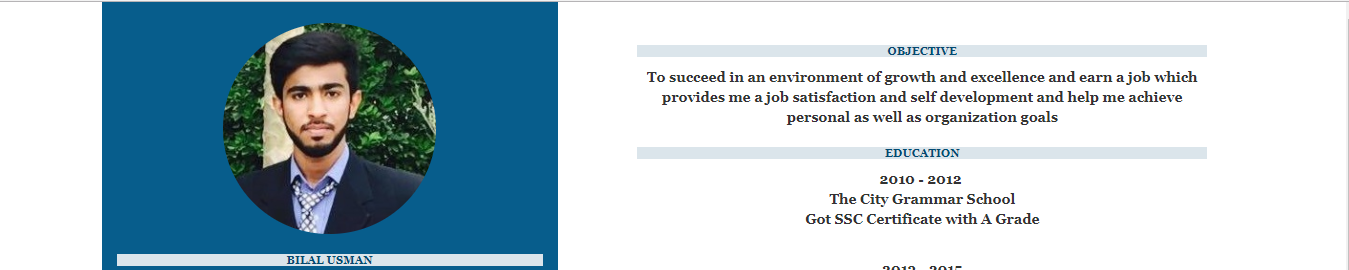 BILAL USMAN
OBJECTIVE
To succeed in an environment of growth and excellence and earn a job which
provides me a job satisfaction and self development and help me achieve
personal as well as organization goals
EDUCATION
2010 - 2012
The City Grammar School
Got SSC Certificate with A Grade